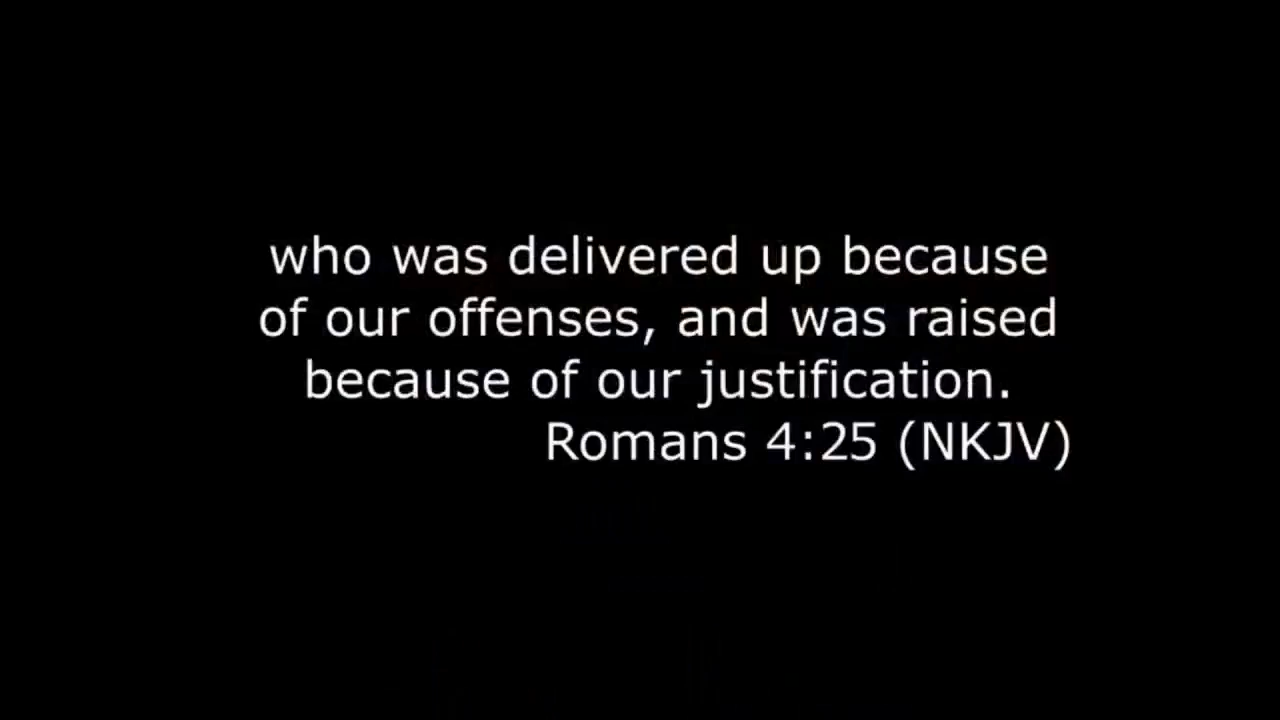 who was delivered up because
of our offenses, and was raised
because of our justification.
Romans 4:25 (NKJV)